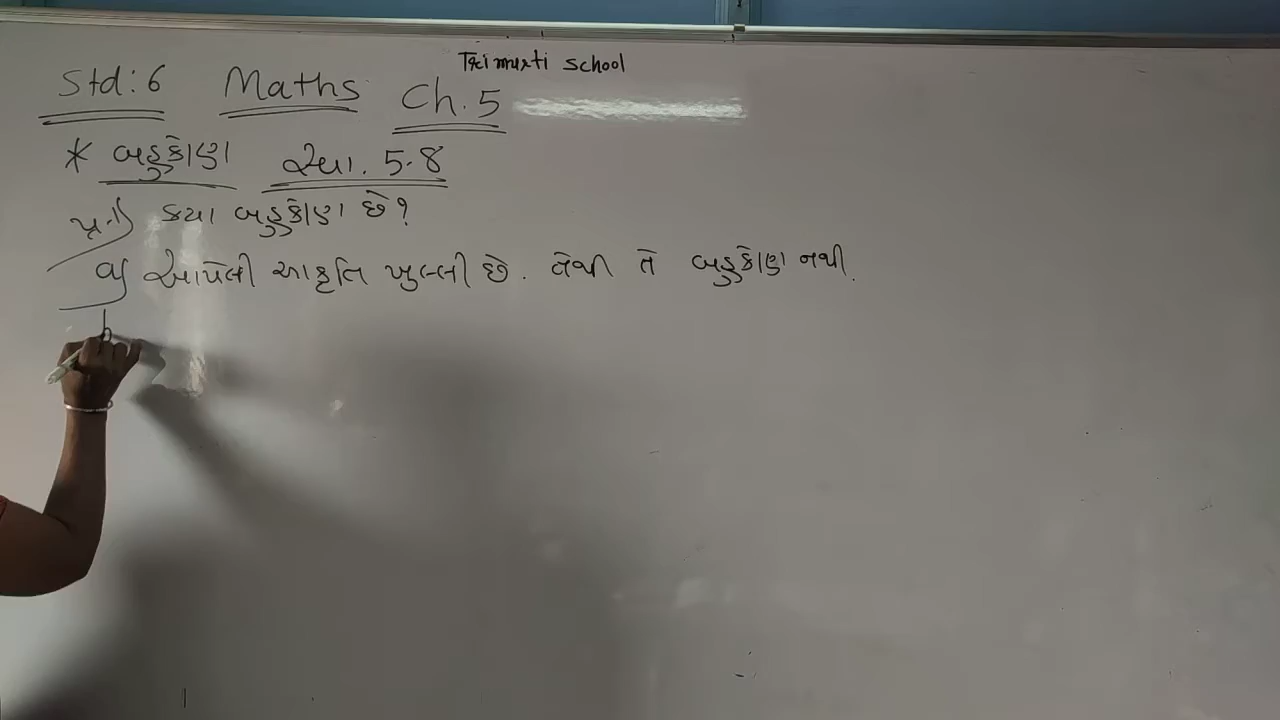 Trimurti school
Std:6 Maths Ch.5
* બહુકોણ સ્વા. 5.8
પ્ર-1) કયા બહુકોણ છે?
a) આપેલી આકૃતિ ખુલ્લી છે. તેથી તે બહુકોણ નથી.
b